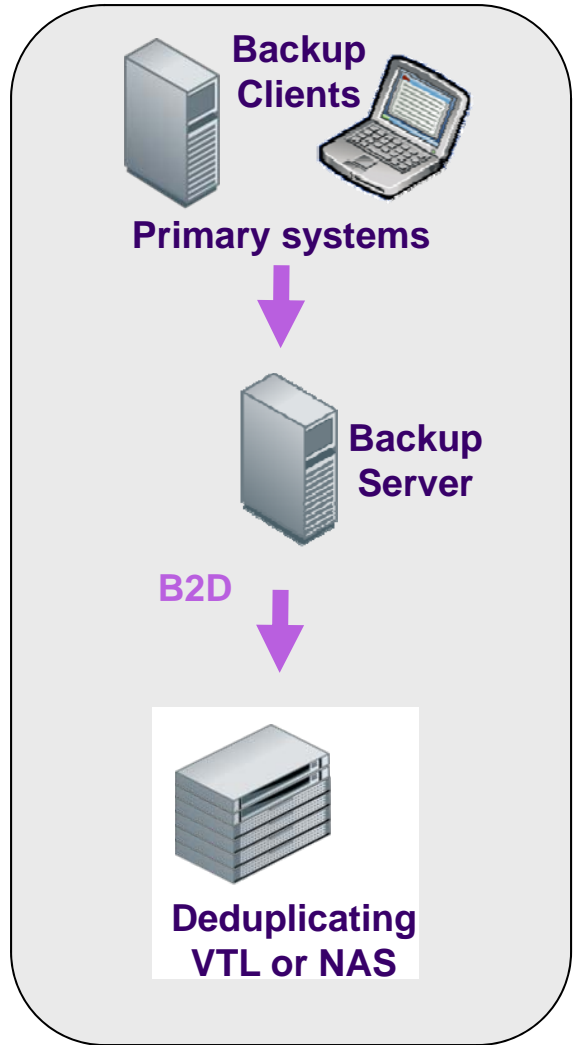 Backup
Clients
Primary systems
Backup
Server
B2D
Deduplicating
VTL or NAS